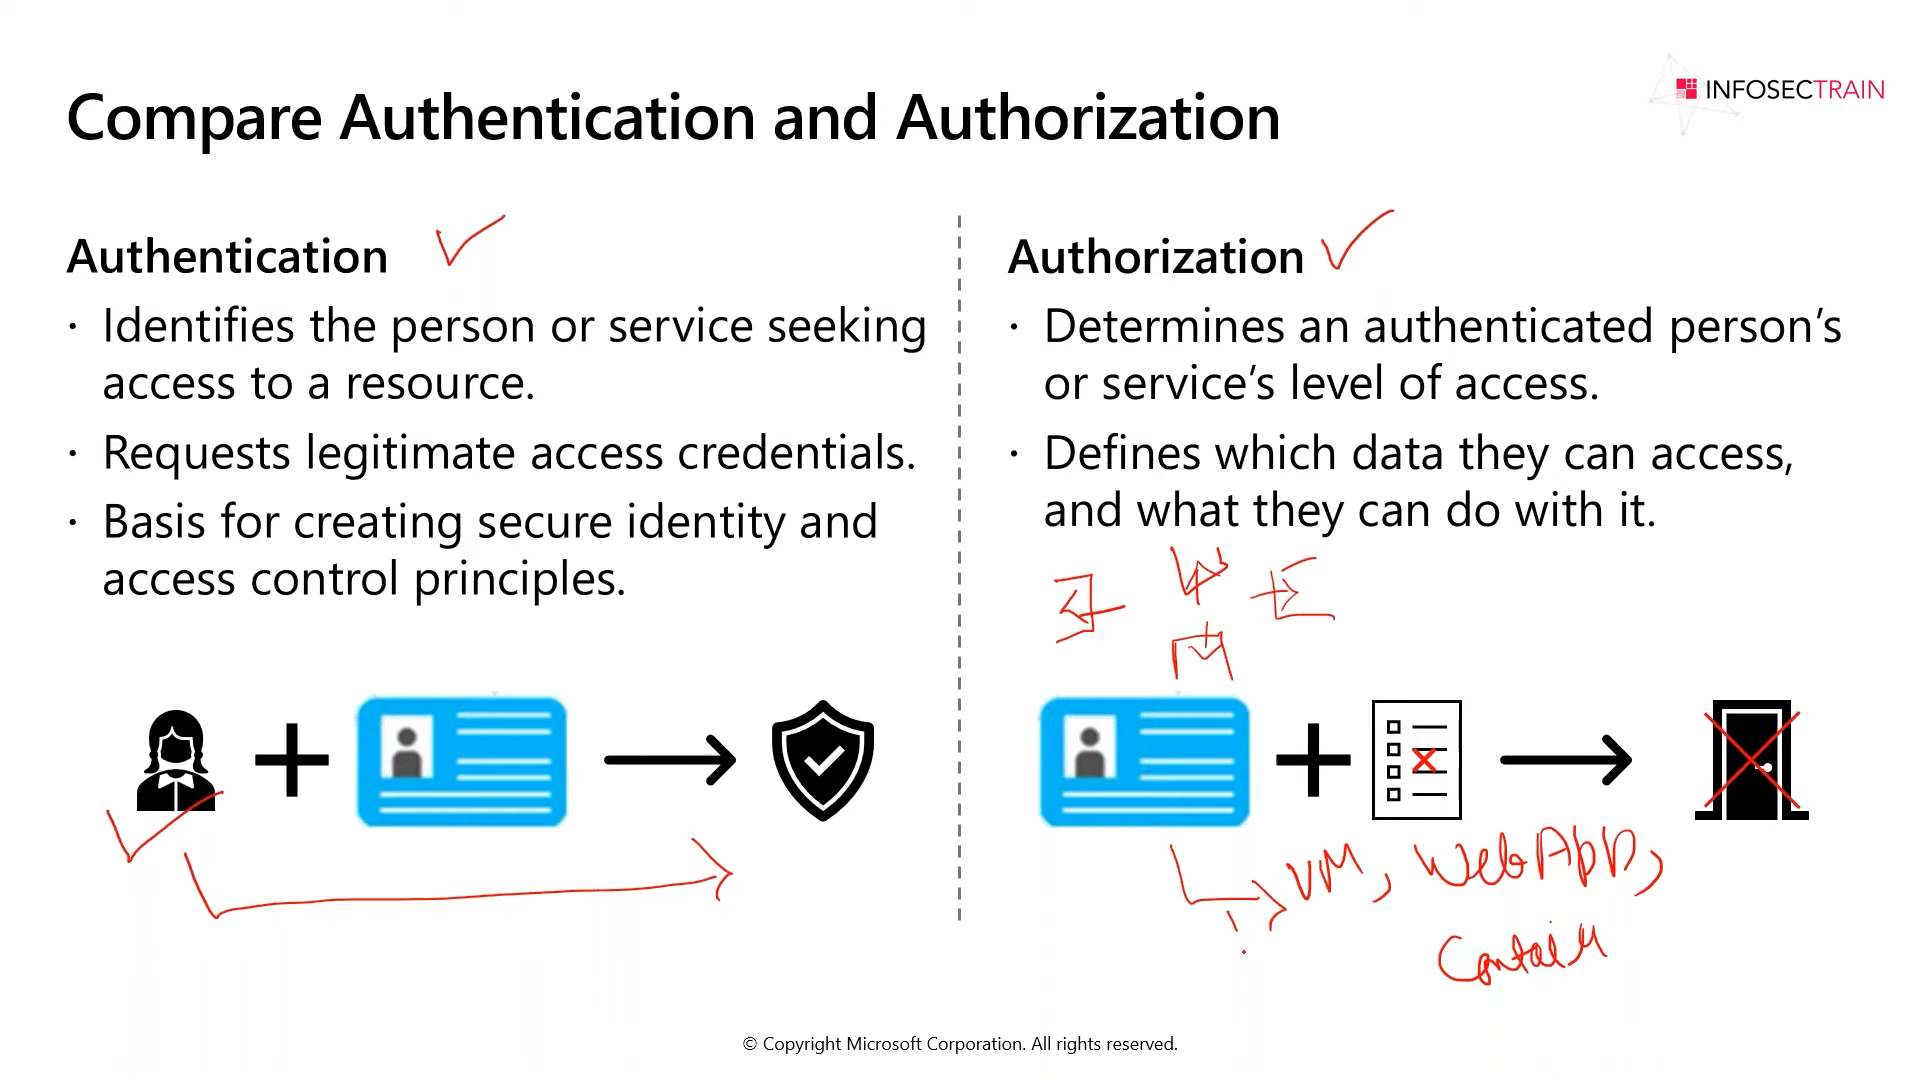 INFOSECTRAIN
Compare Authentication and Authorization
Authentication
· Identifies the person or service seeking
access to a resource.
· Requests legitimate access credentials.
· Basis for creating secure identity and
access control principles.
Authorization
· Determines an authenticated person’s
or service’s level of access.
· Defines which data they can access,
and what they can do with it.
VM, WebApp,
© Copyright Microsoft Corporation. All rights reserved.